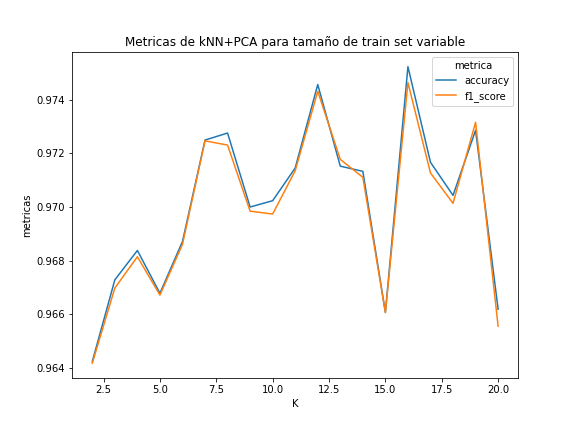 Metricas de kNN+PCA para tamaño de train set variable
metrica
accuracy
f1_score
metricas
0.974
0.972
0.970
0.968
0.966
0.964
2.5 5.0 7.5 10.0 12.5 15.0 17.5 20.0
K